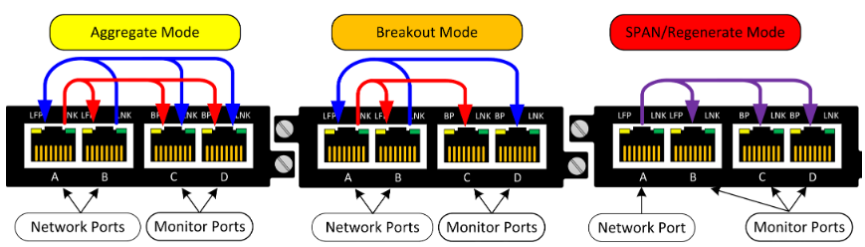 Aggregate Mode
Breakout Mode
SPAN/Regenerate Mode
LFP LNK LFP LNK BP LNK BP LNK
LFP LNK LFP LNK BP LNK BP LNK
LFP LNK LFP LNK BP LNK BP LNK
A B C D
A B C D
A B C D
Network Ports
Monitor Ports
Network Ports
Monitor Ports
Network Port
Monitor Ports